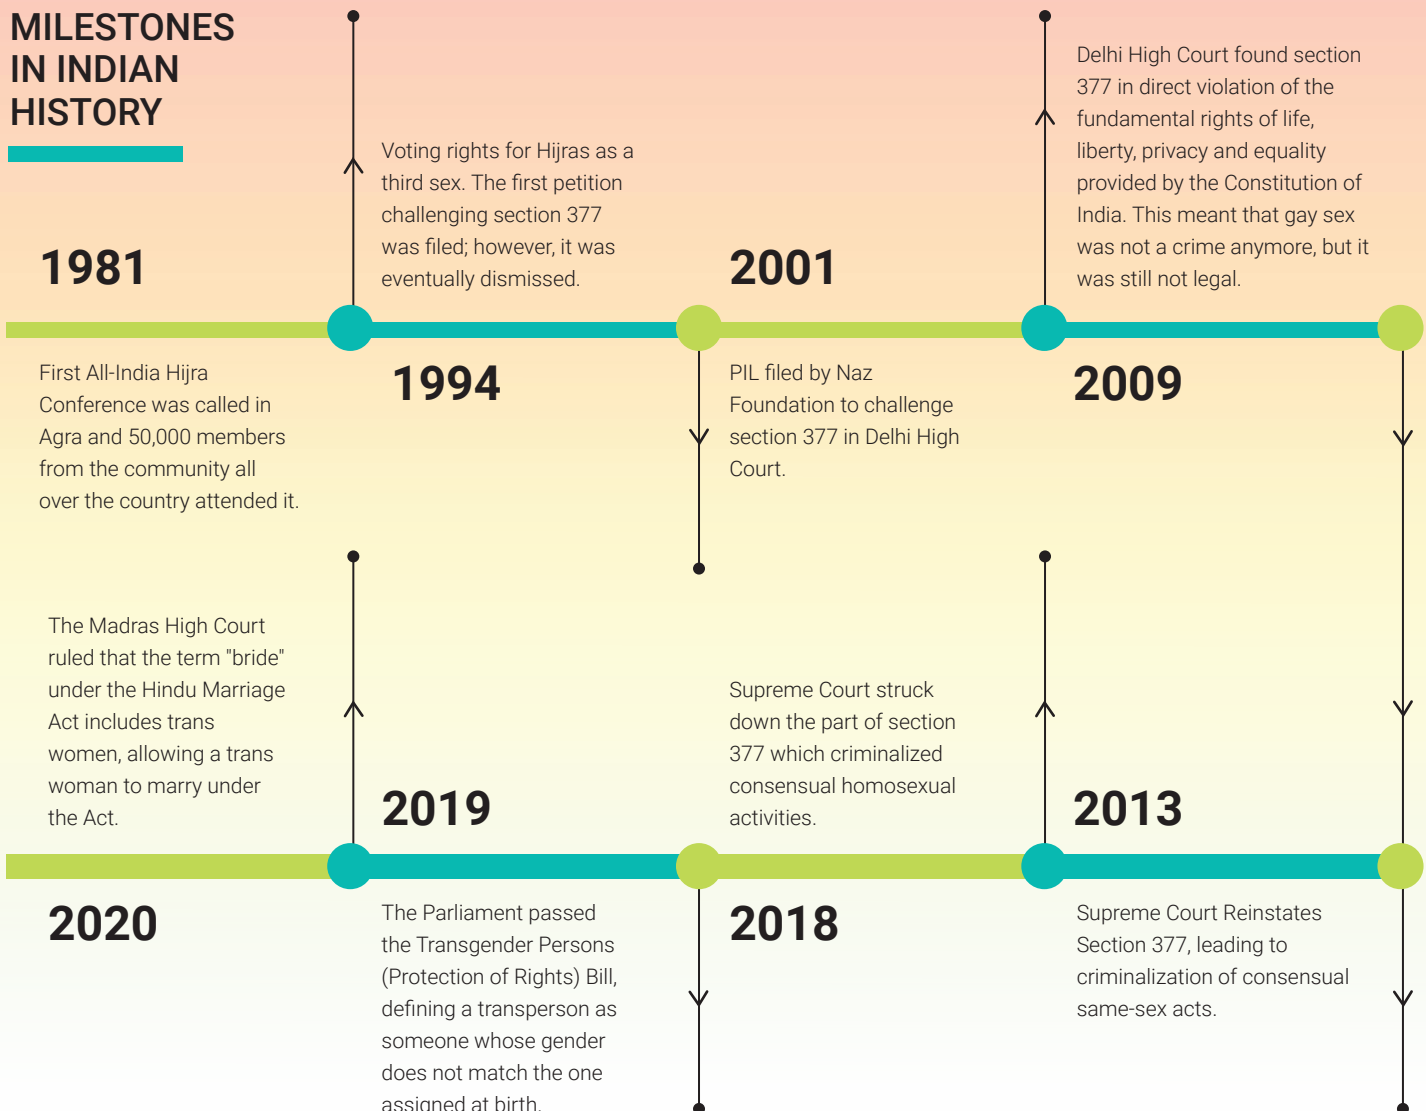 MILESTONES
IN INDIAN
HISTORY
1981
First All-India Hijra
Conference was called in
Agra and 50,000 members
from the community all
over the country attended it.
Voting rights for Hijras as a
third sex. The first petition
challenging section 377
was filed; however, it was
eventually dismissed.
1994
2001
PIL filed by Naz
Foundation to challenge
section 377 in Delhi High
Court.
Delhi High Court found section
377 in direct violation of the
fundamental rights of life,
liberty, privacy and equality
provided by the Constitution of
India. This meant that gay sex
was not a crime anymore, but it
was still not legal.
2009
2013
Supreme Court Reinstates
Section 377, leading to
criminalization of consensual
same-sex acts.
Supreme Court struck
down the part of section
377 which criminalized
consensual homosexual
activities.
2018
2019
The Parliament passed
the Transgender Persons
(Protection of Rights) Bill,
defining a transperson as
someone whose gender
does not match the one
assigned at birth.
The Madras High Court
ruled that the term "bride"
under the Hindu Marriage
Act includes trans
women, allowing a trans
woman to marry under
the Act.
2020